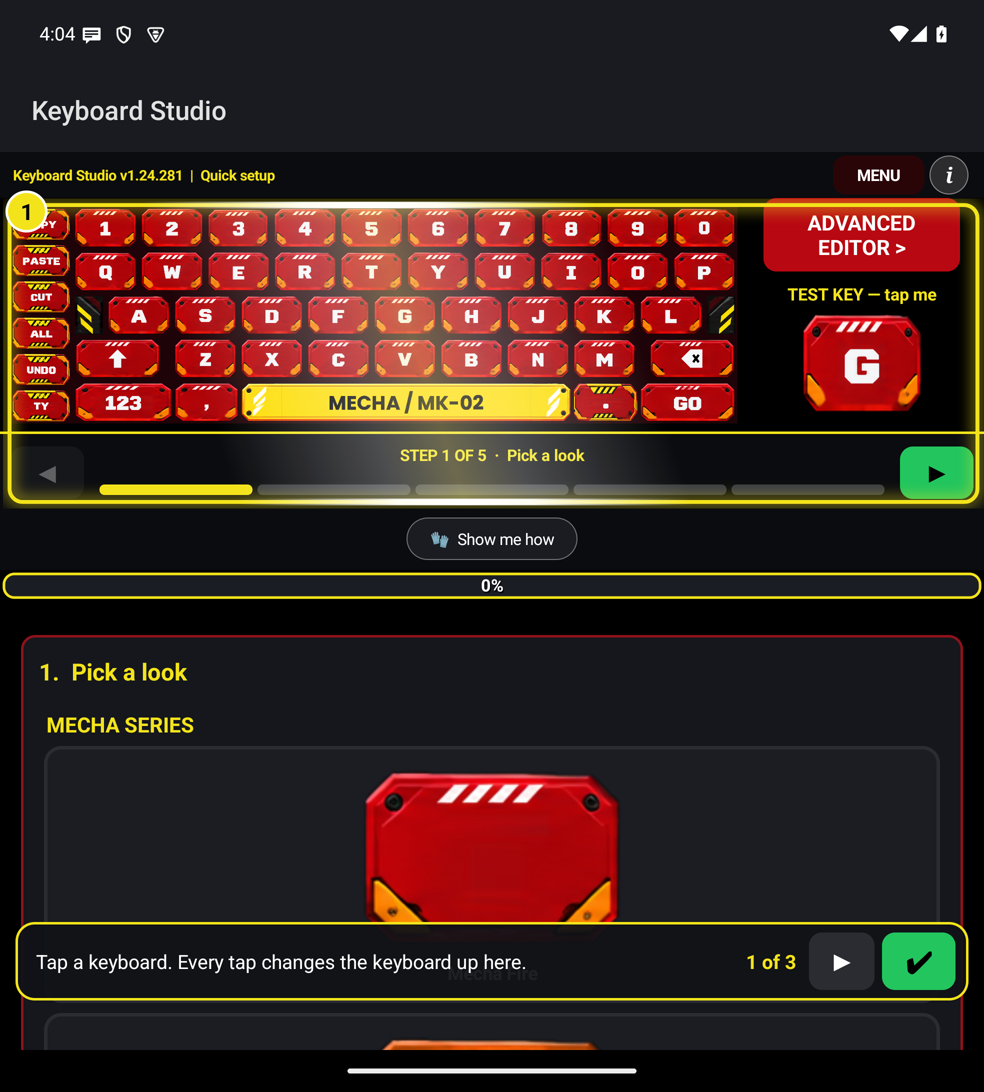 4:04
Keyboard Studio
Keyboard Studio v1.24.281 | Quick setup
MENU
i
1
PY
1 2 3 4 5 6 7 8 9 0
ADVANCED
EDITOR >
PASTE
Q W E R T Y U I O P
TEST KEY — tap me
CUT
A S D F G H J K L
ALL
Z X C V B N M
G
UNDO
TY
123 , MECHA / MK-02 . GO
STEP 1 OF 5 · Pick a look
Show me how
0%
1. Pick a look
MECHA SERIES
Tap a keyboard. Every tap changes the keyboard up here.
1 of 3
Mecha Fire